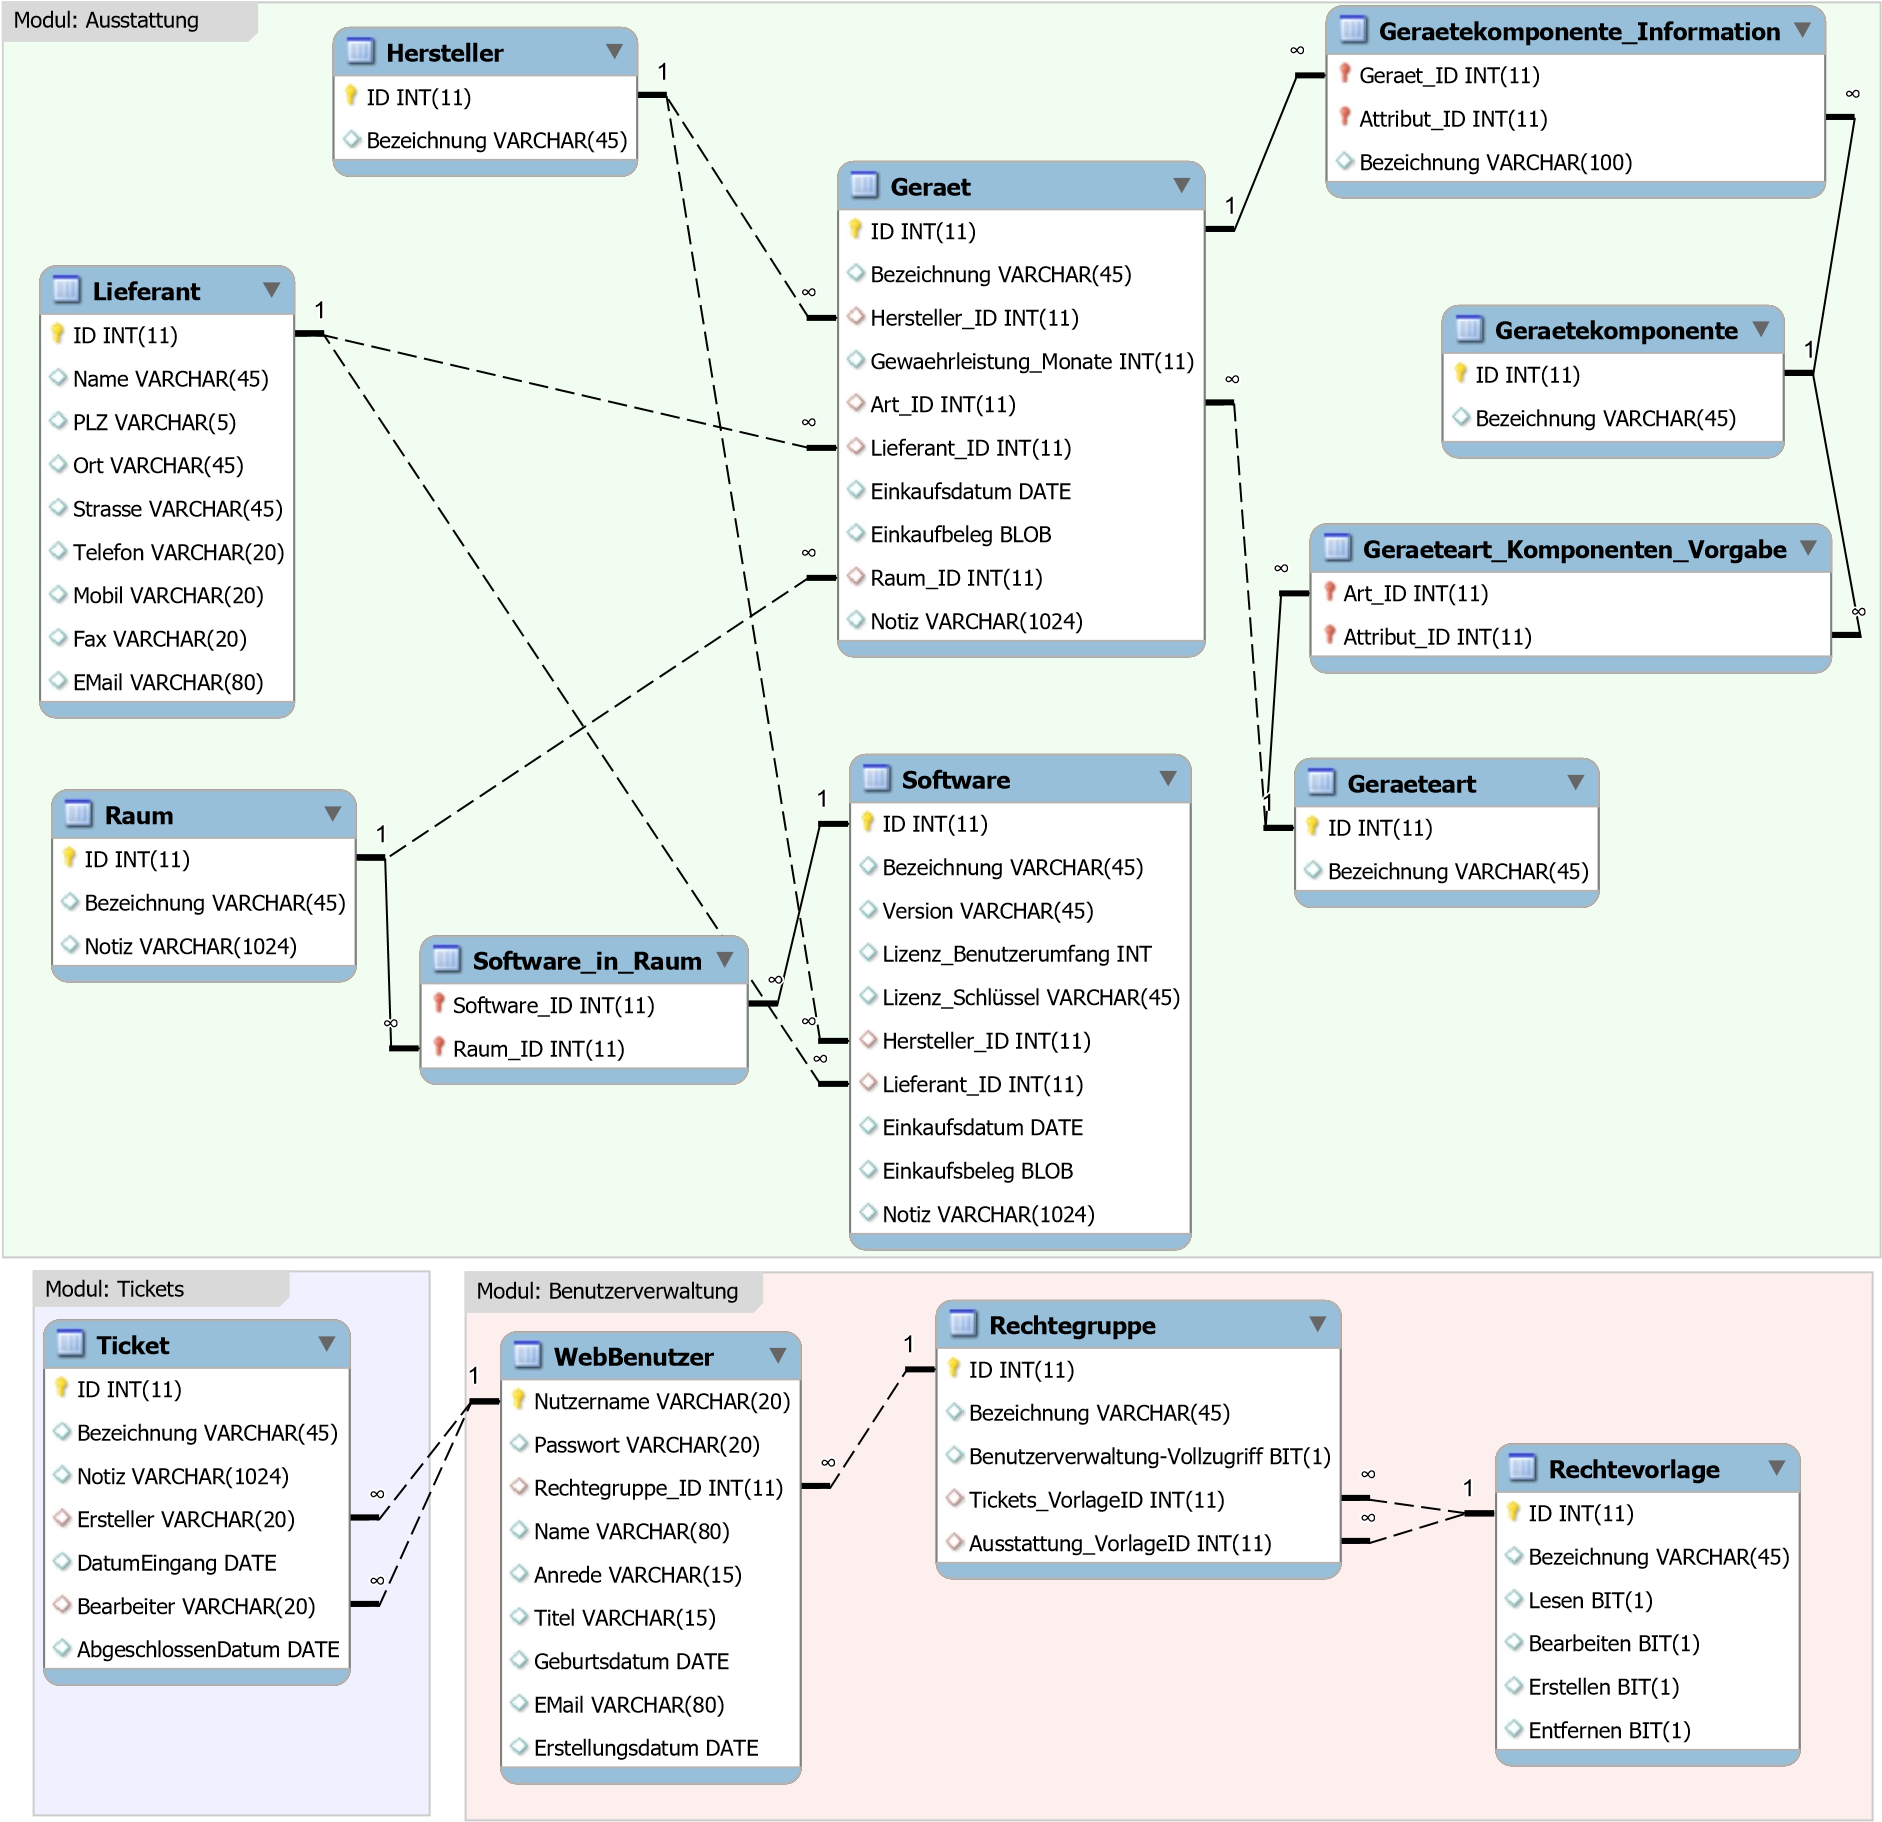 Modul: Ausstattung
Hersteller
ID INT(11)
Bezeichnung VARCHAR(45)
1
Lieferant
ID INT(11)
Name VARCHAR(45)
PLZ VARCHAR(5)
Ort VARCHAR(45)
Strasse VARCHAR(45)
Telefon VARCHAR(20)
Mobil VARCHAR(20)
Fax VARCHAR(20)
EMail VARCHAR(80)
1
Geraet
ID INT(11)
Bezeichnung VARCHAR(45)
Hersteller_ID INT(11)
Gewaehrleistung_Monate INT(11)
Art_ID INT(11)
Lieferant_ID INT(11)
Einkaufsdatum DATE
Einkaufbeleg BLOB
Raum_ID INT(11)
Notiz VARCHAR(1024)
∞
∞
∞
1
∞
Geraetekomponente_Information
Geraet_ID INT(11)
Attribut_ID INT(11)
Bezeichnung VARCHAR(100)
∞
∞
Geraetekomponente
ID INT(11)
Bezeichnung VARCHAR(45)
1
Geraeteart_Komponenten_Vorgabe
Art_ID INT(11)
Attribut_ID INT(11)
∞
∞
Geraeteart
ID INT(11)
Bezeichnung VARCHAR(45)
1
Raum
ID INT(11)
Bezeichnung VARCHAR(45)
Notiz VARCHAR(1024)
1
Software_in_Raum
Software_ID INT(11)
Raum_ID INT(11)
∞
∞
Software
ID INT(11)
Bezeichnung VARCHAR(45)
Version VARCHAR(45)
Lizenz_Benutzerumfang INT
Lizenz_Schlüssel VARCHAR(45)
Hersteller_ID INT(11)
Lieferant_ID INT(11)
Einkaufsdatum DATE
Einkaufsbeleg BLOB
Notiz VARCHAR(1024)
1
∞
∞
Modul: Tickets
Ticket
ID INT(11)
Bezeichnung VARCHAR(45)
Notiz VARCHAR(1024)
Ersteller VARCHAR(20)
DatumEingang DATE
Bearbeiter VARCHAR(20)
AbgeschlossenDatum DATE
∞
∞
Modul: Benutzerverwaltung
WebBenutzer
Nutzername VARCHAR(20)
Passwort VARCHAR(20)
Rechtegruppe_ID INT(11)
Name VARCHAR(80)
Anrede VARCHAR(15)
Titel VARCHAR(15)
Geburtsdatum DATE
EMail VARCHAR(80)
Erstellungsdatum DATE
1
∞
Rechtegruppe
ID INT(11)
Bezeichnung VARCHAR(45)
Benutzerverwaltung-Vollzugriff BIT(1)
Tickets_VorlageID INT(11)
Ausstattung_VorlageID INT(11)
1
∞
∞
Rechtevorlage
ID INT(11)
Bezeichnung VARCHAR(45)
Lesen BIT(1)
Bearbeiten BIT(1)
Erstellen BIT(1)
Entfernen BIT(1)
1